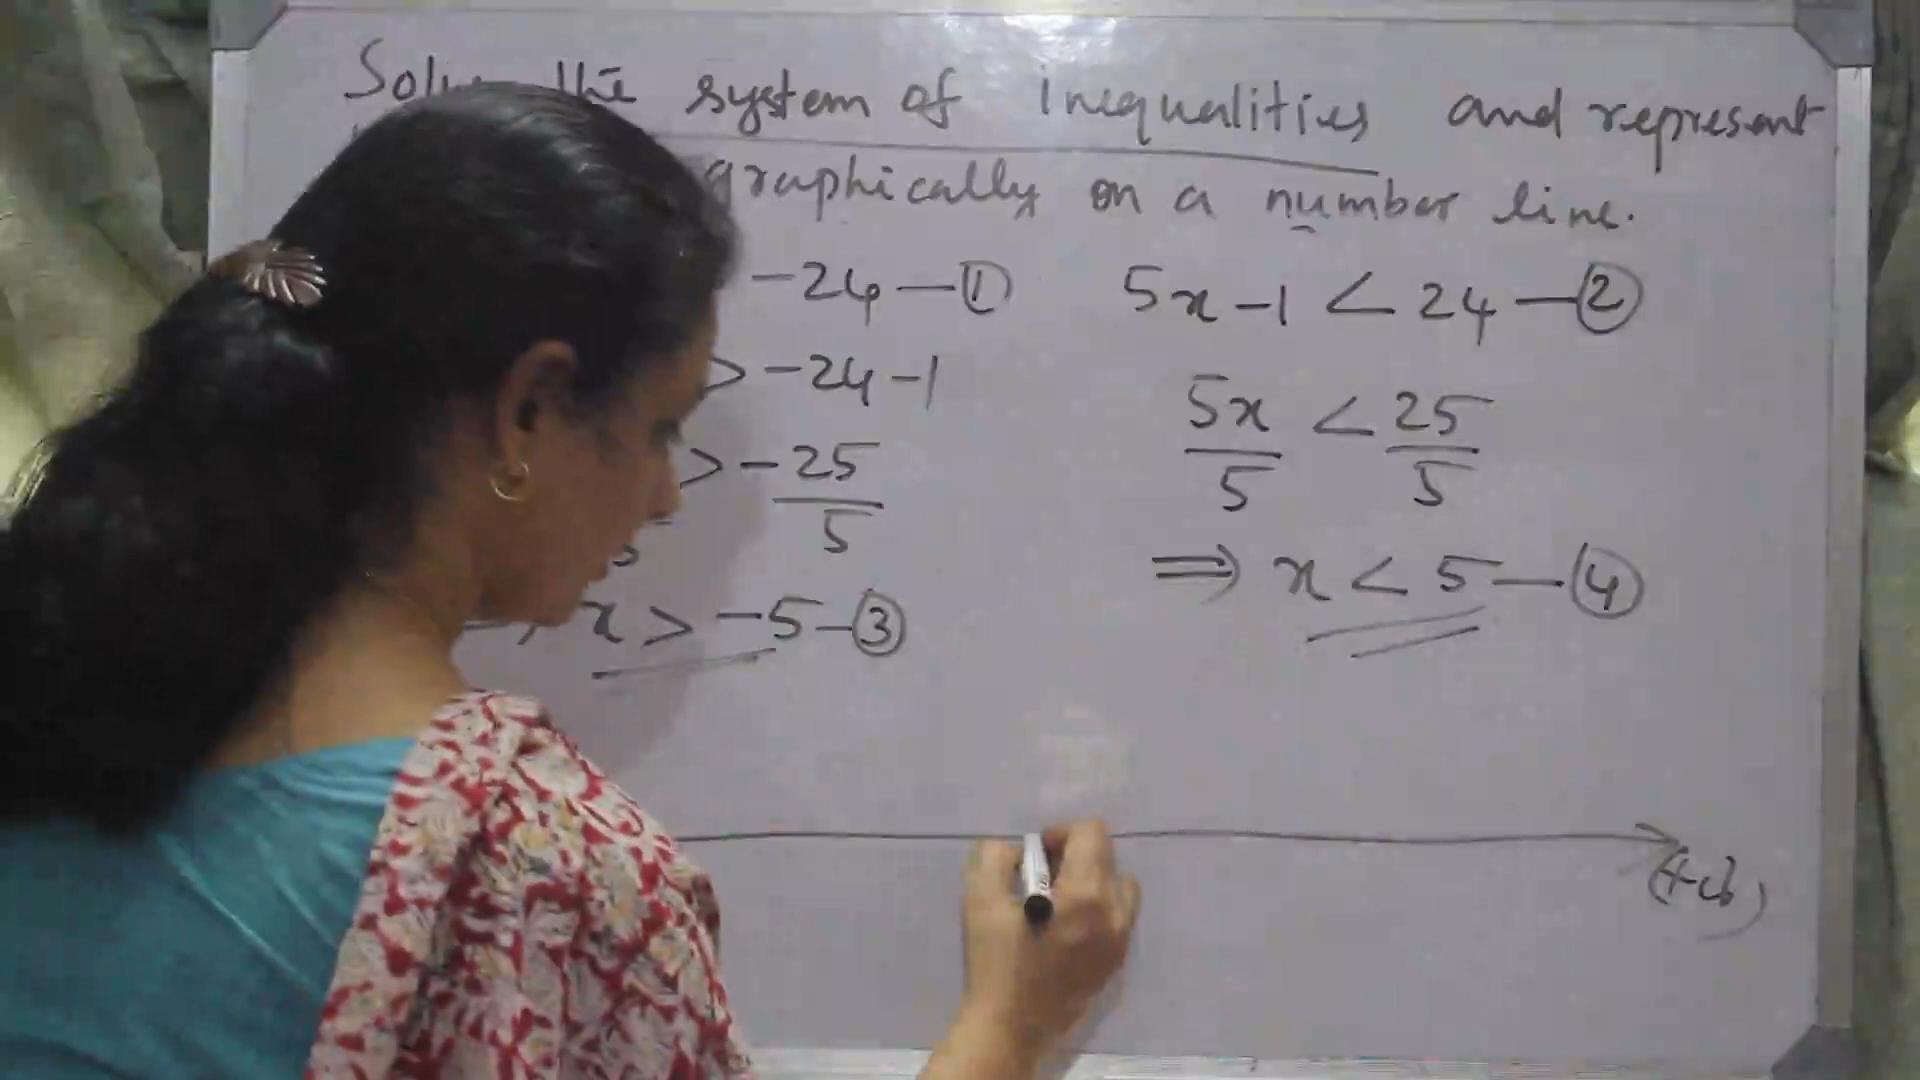 the system of inequalities and represent
graphically on a number line.
-24 — ①
> -24 - 1
> -25/5
x > -5 — ③
5x - 1 < 24 — ②
5x/5 < 25/5
⇒ x < 5 — ④